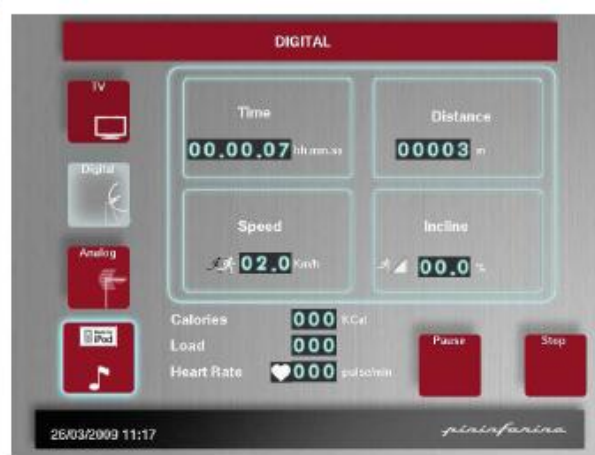 DIGITAL
TV
Digital
Analog
Made for
iPod
Time
00.00.07 hh:mm:ss
Distance
00003 m
Speed
02.0 Km/h
Incline
00.0 %
Calories 000 KCal
Load 000
Heart Rate 000 pulse/min
Pause
Stop
26/03/2009 11:17
pininfarina